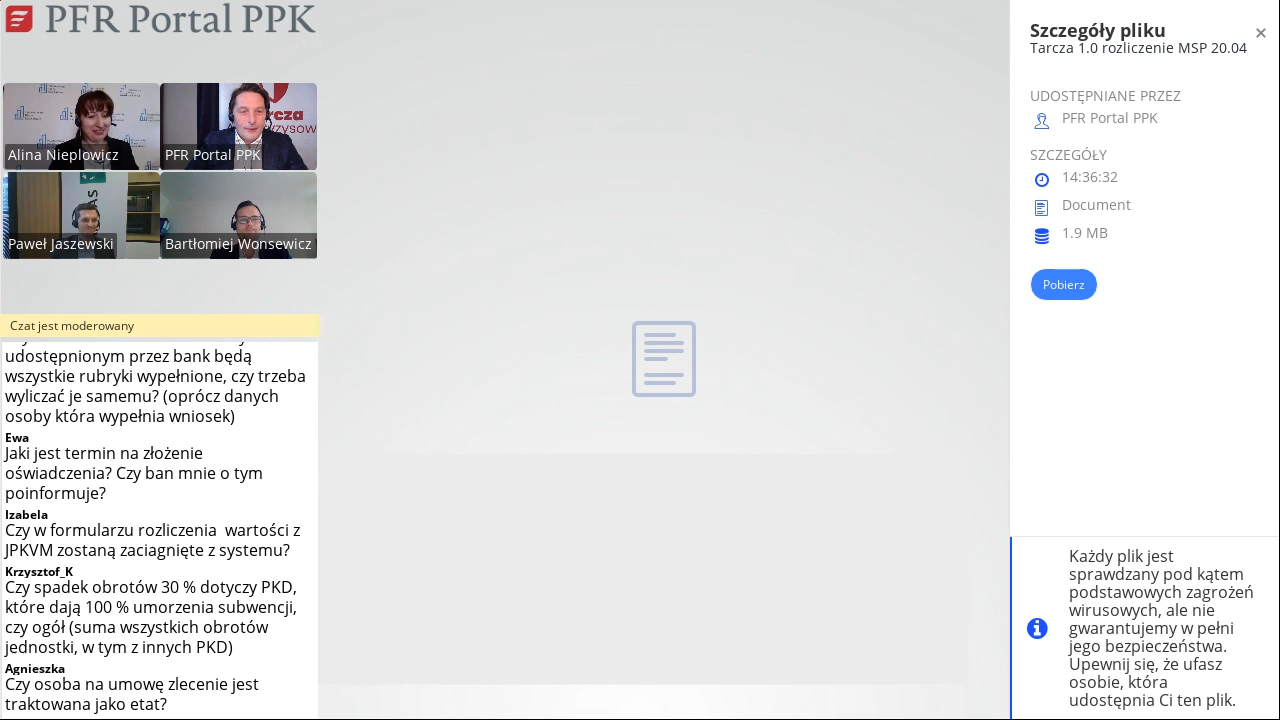 PFR Portal PPK
Alina Nieplowicz
PFR Portal PPK
Paweł Jaszewski
Bartłomiej Wonsewicz
Czat jest moderowany
udostępnionym przez bank będą
wszystkie rubryki wypełnione, czy trzeba
wyliczać je samemu? (oprócz danych
osoby która wypełnia wniosek)
Ewa
Jaki jest termin na złożenie
oświadczenia? Czy ban mnie o tym
poinformuje?
Izabela
Czy w formularzu rozliczenia  wartości z
JPKVM zostaną zaciagnięte z systemu?
Krzysztof_K
Czy spadek obrotów 30 % dotyczy PKD,
które dają 100 % umorzenia subwencji,
czy ogół (suma wszystkich obrotów
jednostki, w tym z innych PKD)
Agnieszka
Czy osoba na umowę zlecenie jest
traktowana jako etat?
Szczegóły pliku
Tarcza 1.0 rozliczenie MSP 20.04
UDOSTĘPNIANE PRZEZ
PFR Portal PPK
SZCZEGÓŁY
14:36:32
Document
1.9 MB
Pobierz
Każdy plik jest
sprawdzany pod kątem
podstawowych zagrożeń
wirusowych, ale nie
gwarantujemy w pełni
jego bezpieczeństwa.
Upewnij się, że ufasz
osobie, która
udostępnia Ci ten plik.